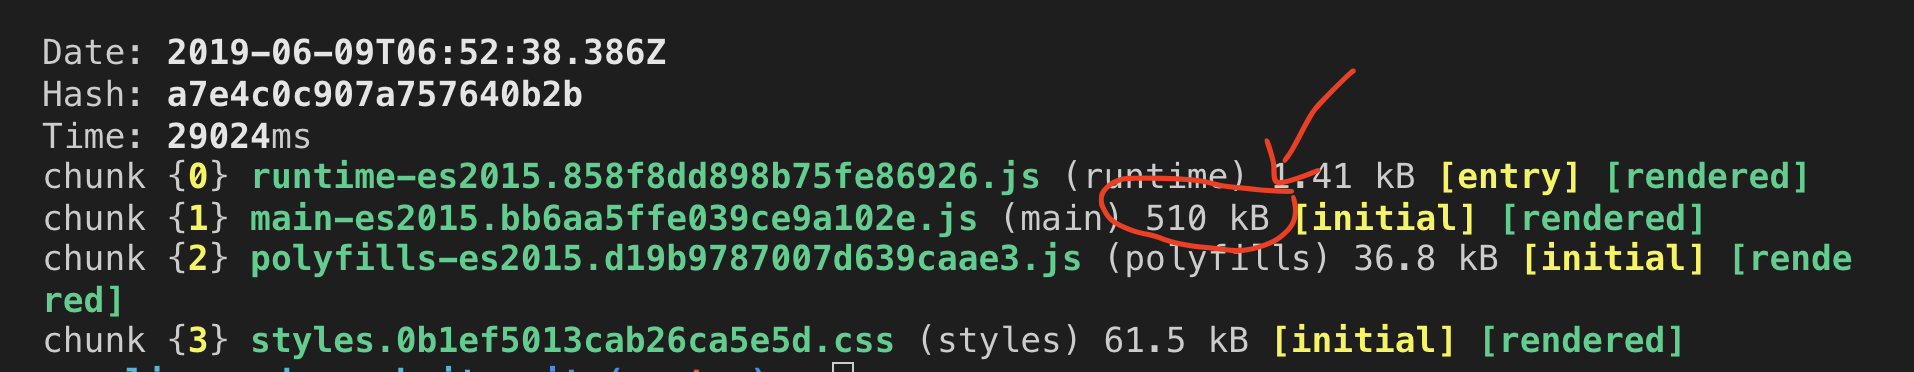 Date: 2019-06-09T06:52:38.386Z
Hash: a7e4c0c907a757640b2b
Time: 29024ms
chunk {0} runtime-es2015.858f8dd898b75fe86926.js (runtime) 1.41 kB [entry] [rendered]
chunk {1} main-es2015.bb6aa5ffe039ce9a102e.js (main) 510 kB [initial] [rendered]
chunk {2} polyfills-es2015.d19b9787007d639caae3.js (polyfills) 36.8 kB [initial] [rende
red]
chunk {3} styles.0b1ef5013cab26ca5e5d.css (styles) 61.5 kB [initial] [rendered]